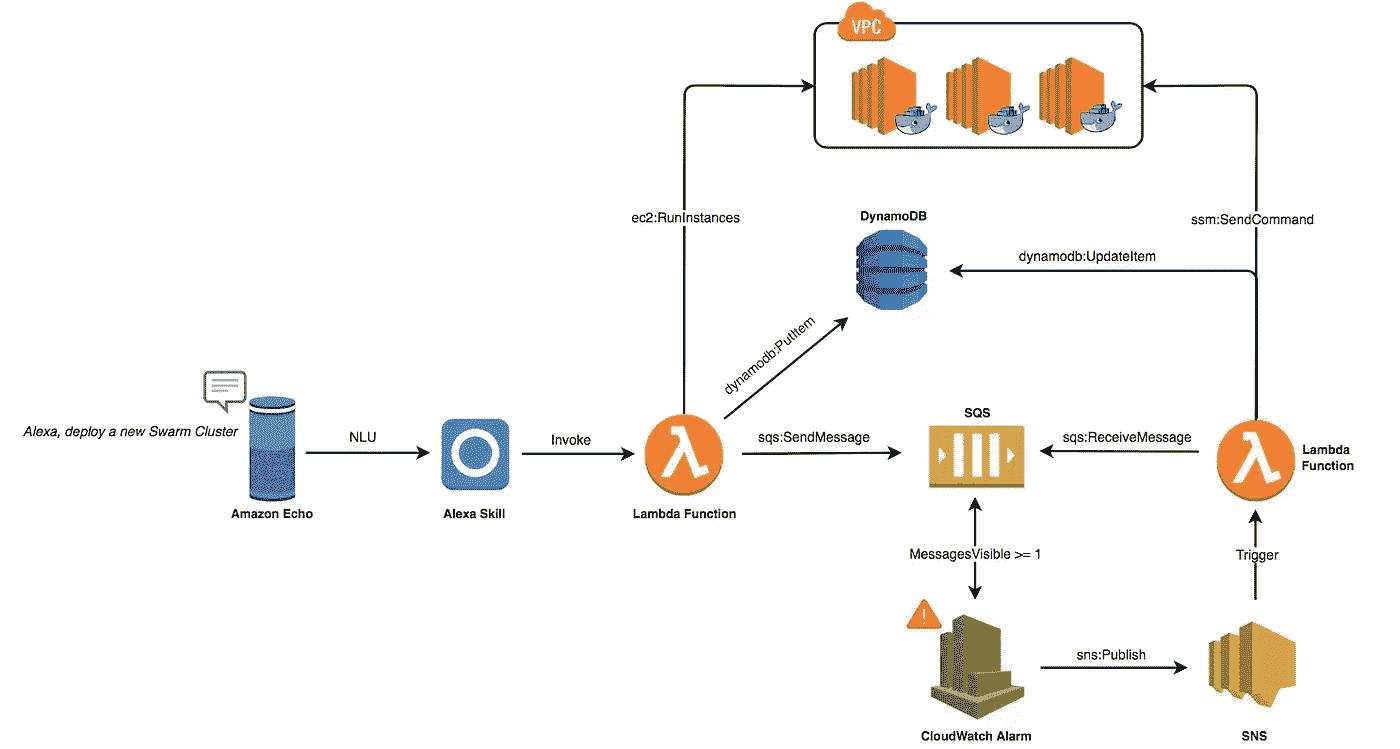 VPC
ec2:RunInstances
DynamoDB
ssm:SendCommand
dynamodb:UpdateItem
dynamodb:PutItem
Alexa, deploy a new Swarm Cluster
NLU
Invoke
sqs:SendMessage
SQS
sqs:ReceiveMessage
Lambda
Function
Amazon Echo
Alexa Skill
Lambda Function
MessagesVisible >= 1
Trigger
!
sns:Publish
CloudWatch Alarm
SNS